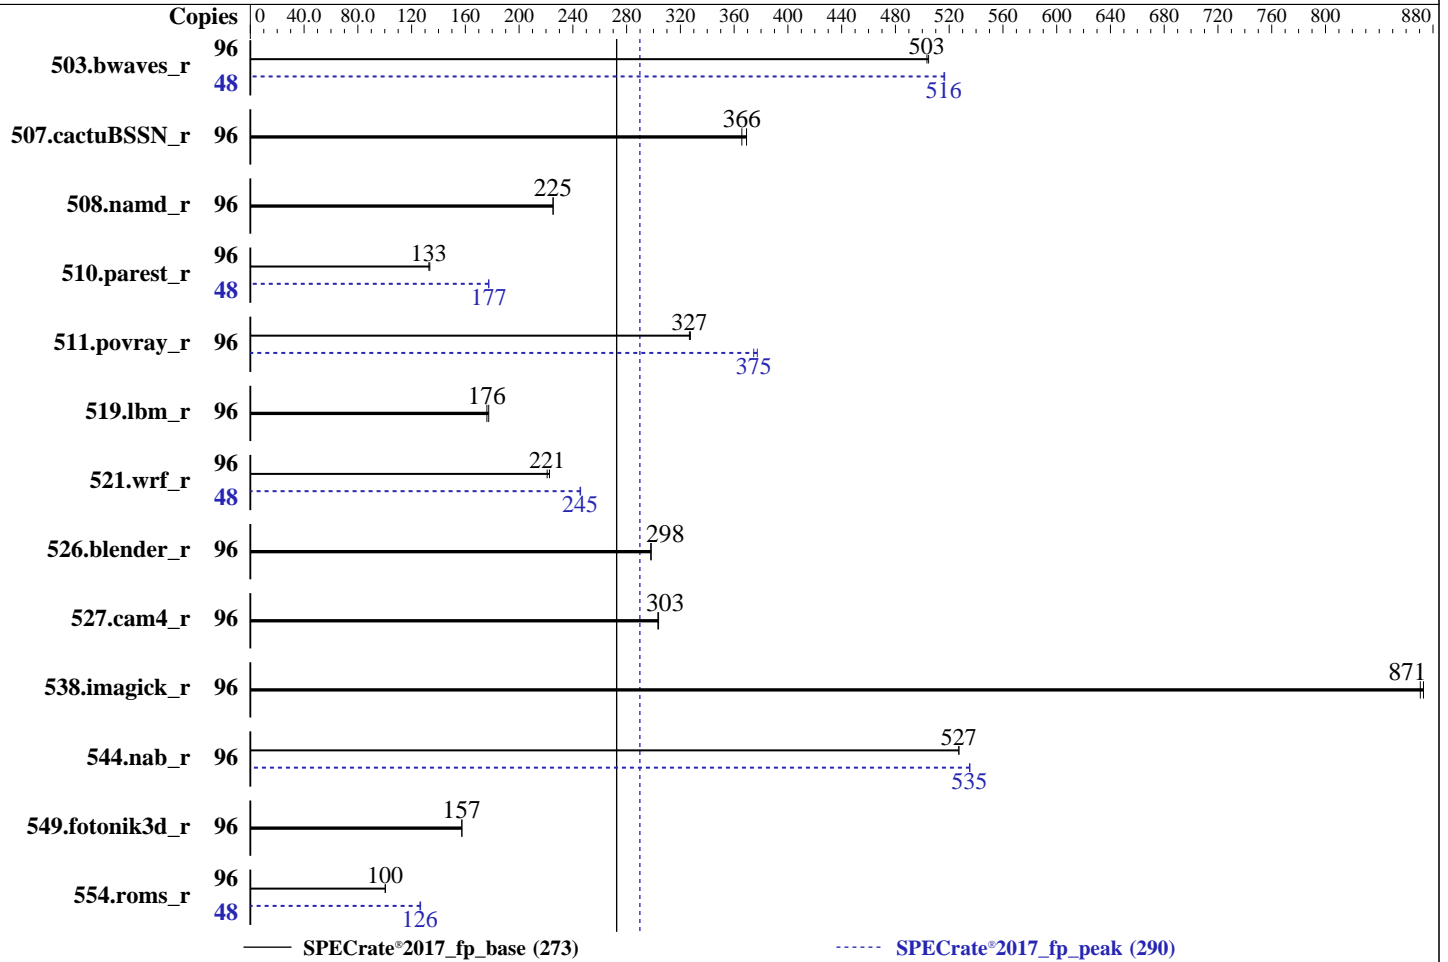 Copies 0 40.0 80.0 120 160 200 240 280 320 360 400 440 480 520 560 600 640 680 720 760 800 880
503.bwaves_r 96 503
48 516
507.cactuBSSN_r 96 366
508.namd_r 96 225
510.parest_r 96 133
48 177
511.povray_r 96 327
375
519.lbm_r 96 176
521.wrf_r 96 221
48 245
526.blender_r 96 298
527.cam4_r 96 303
538.imagick_r 96 871
544.nab_r 96 527
535
549.fotonik3d_r 96 157
554.roms_r 96 100
48 126
SPECrate®2017_fp_base (273) SPECrate®2017_fp_peak (290)